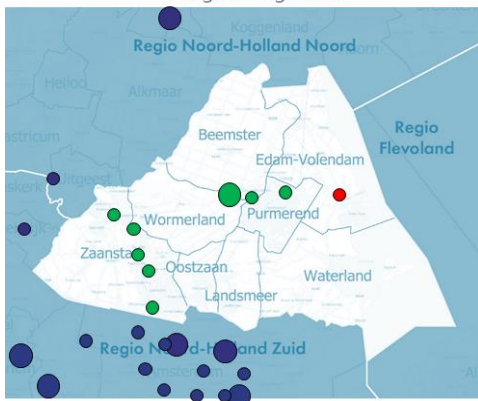 Koggenland
Regio Noord-Holland Noord
Heiloo
Alkmaar
Beemster
Regio
Flevoland
Edam-Volendam
Uitgeest
Wormerland
Purmerend
Zaanstad
Oostzaan
Waterland
Landsmeer
Regio Noord-Holland Zuid